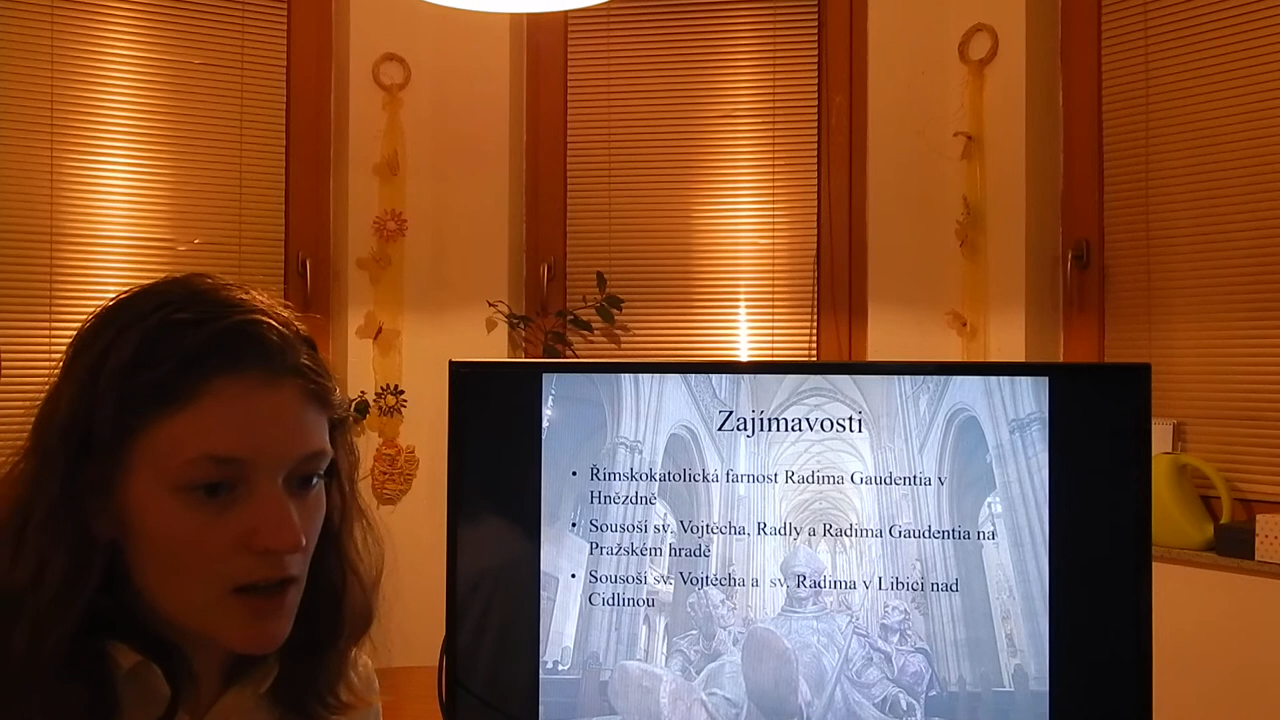 Zajímavosti
• Římskokatolická farnost Radima Gaudentia v
Hnězdně
• Sousoší sv. Vojtěcha, Radly a Radima Gaudentia na
Pražském hradě
• Sousoší sv. Vojtěcha a sv. Radima v Libici nad
Cidlinou